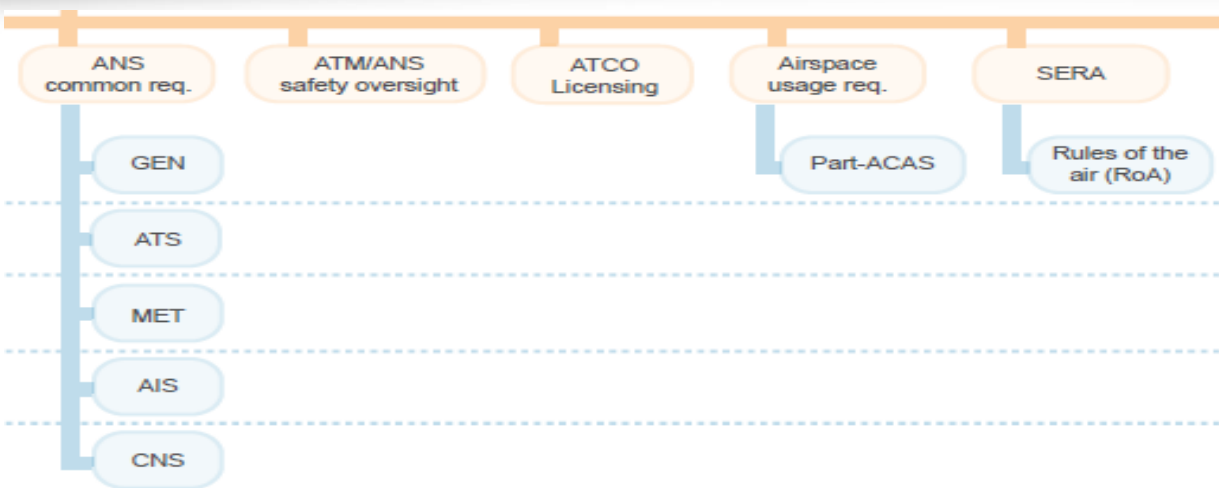 ANS
common req.
ATM/ANS
safety oversight
ATCO
Licensing
Airspace
usage req.
SERA
GEN
Part-ACAS
Rules of the
air (RoA)
ATS
MET
AIS
CNS